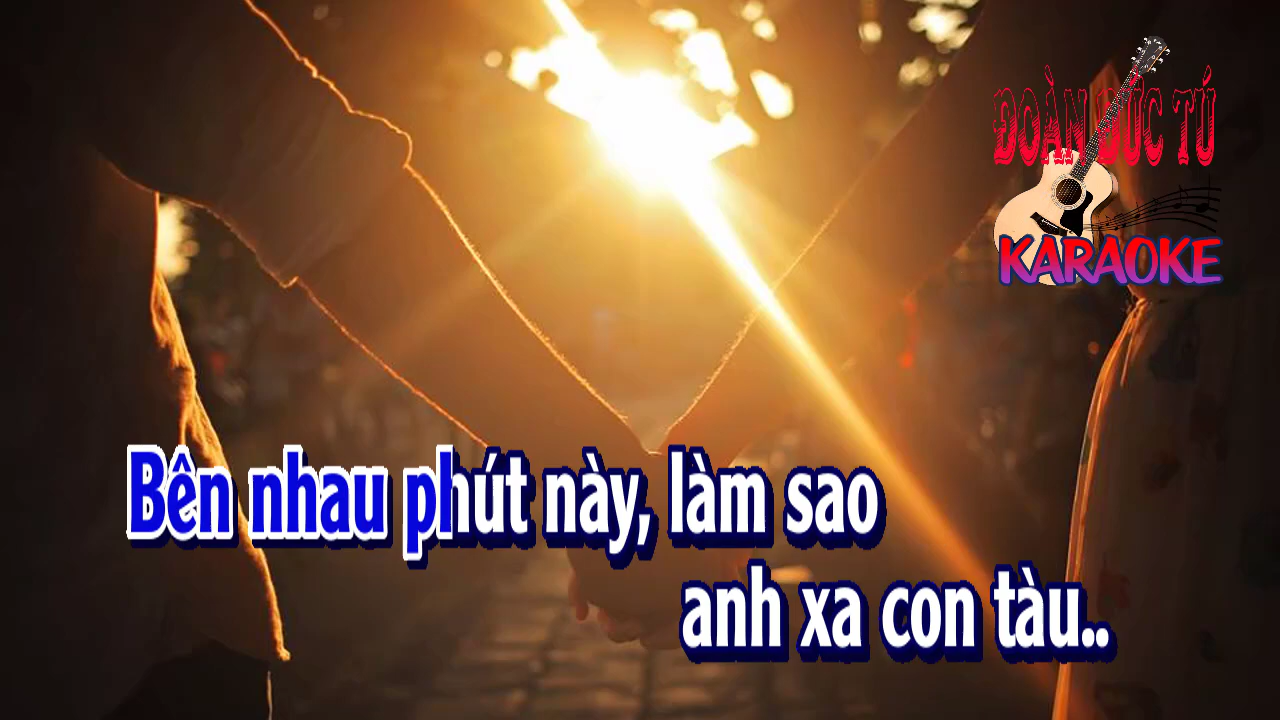 ĐOÀN ĐỨC TÚ
KARAOKE
Bên nhau phút này, làm sao
anh xa con tàu..